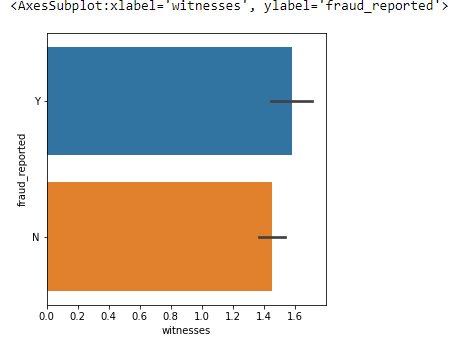 <AxesSubplot:xlabel='witnesses', ylabel='fraud_reported'>
Y
N
fraud_reported
0.0 0.2 0.4 0.6 0.8 1.0 1.2 1.4 1.6
witnesses